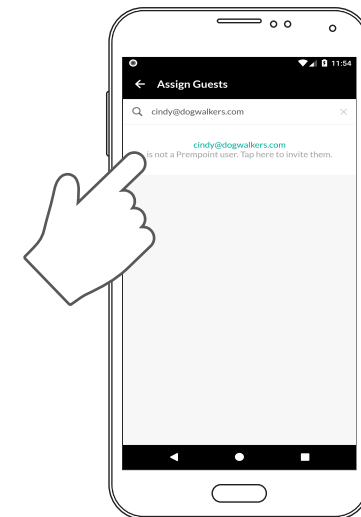 11:54
Assign Guests
cindy@dogwalkers.com
cindy@dogwalkers.com
is not a Prempoint user. Tap here to invite them.